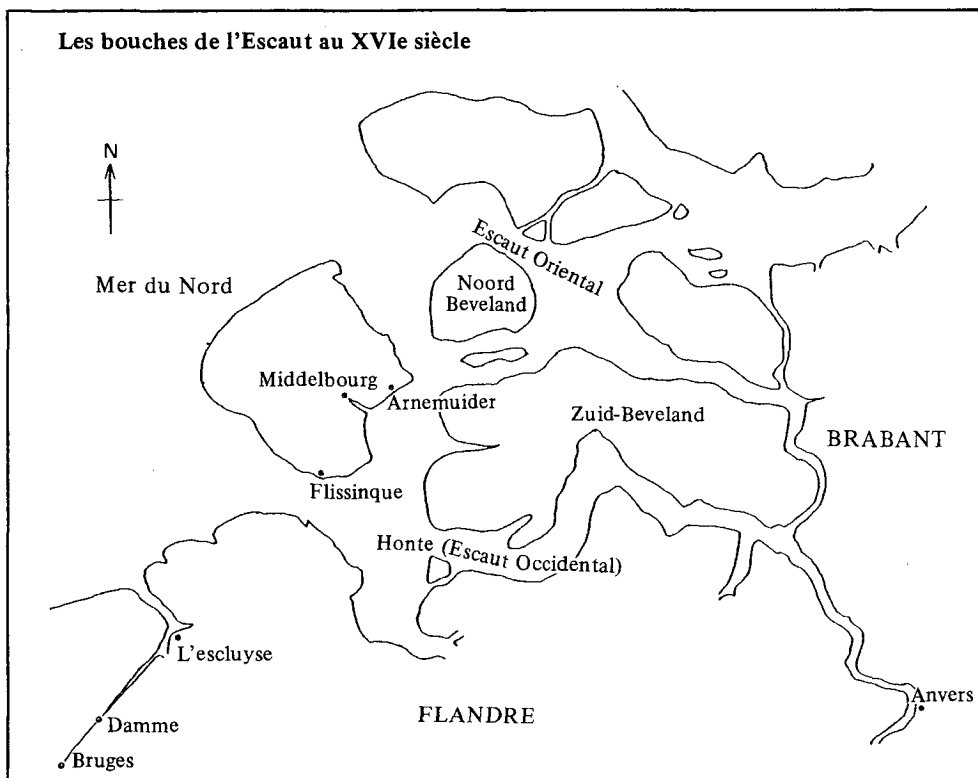 Les bouches de l'Escaut au XVIe siècle
N
Mer du Nord
Escaut Oriental
Noord
Beveland
Middelbourg
Arnemuider
Zuid-Beveland
BRABANT
Flissinque
Honte (Escaut Occidental)
L'escluyse
Anvers
Damme
FLANDRE
Bruges